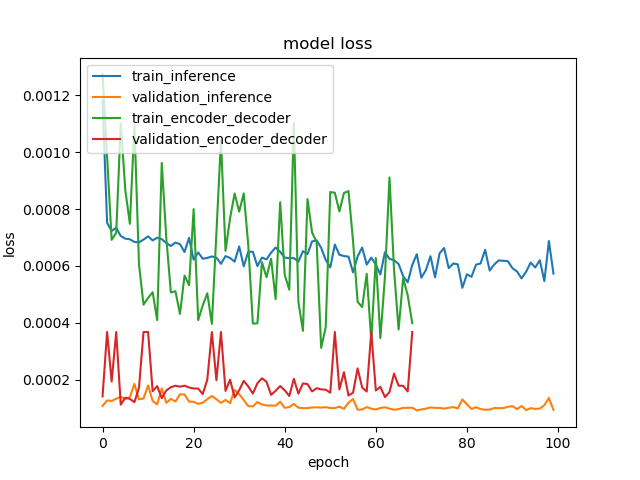 model loss
train_inference
validation_inference
train_encoder_decoder
validation_encoder_decoder
loss
0.0012
0.0010
0.0008
0.0006
0.0004
0.0002
0 20 40 60 80 100
epoch